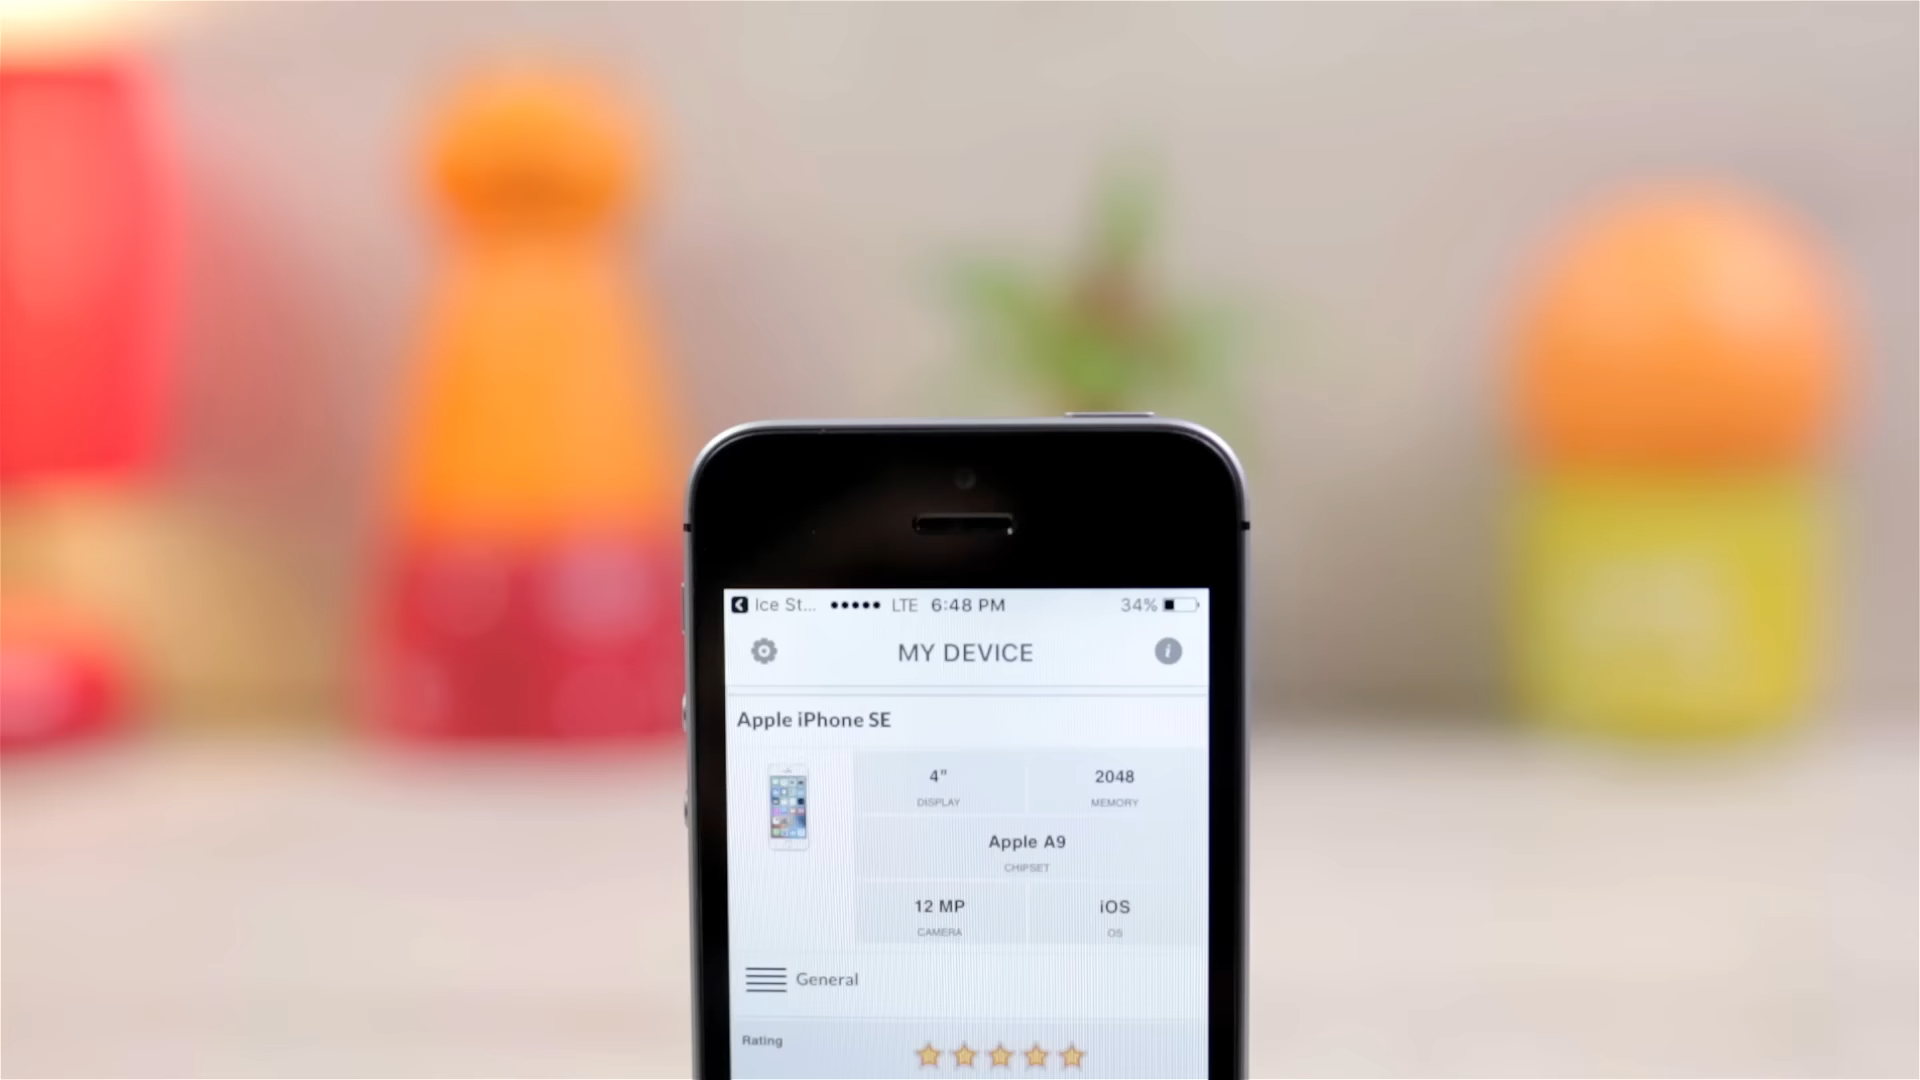 Ice St... ●●●●● LTE 6:48 PM 34%
MY DEVICE
Apple iPhone SE
4" 2048
DISPLAY MEMORY
Apple A9
CHIPSET
12 MP iOS
CAMERA OS
General
Rating